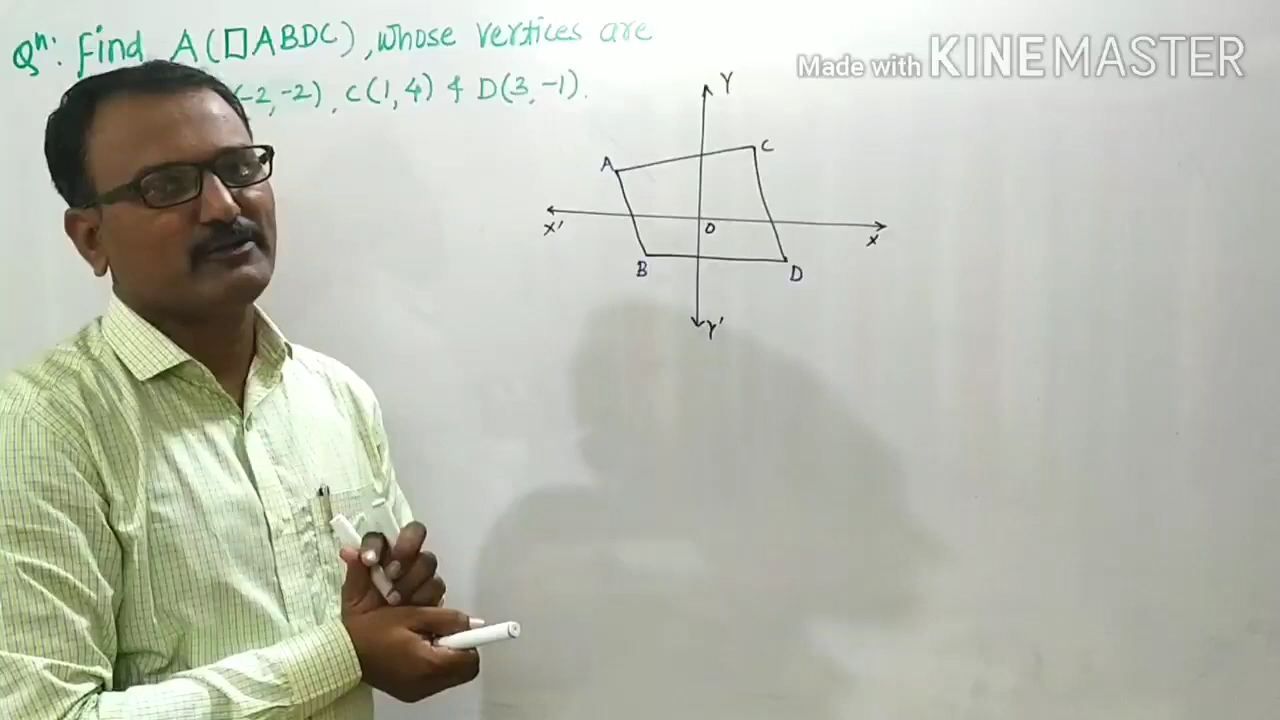 Qⁿ: Find A(□ABDC), whose vertices are
(-2,-2), C(1,4) & D(3,-1).
Made with KINEMASTER
Y
A
C
X'
O
X
B
D
Y'